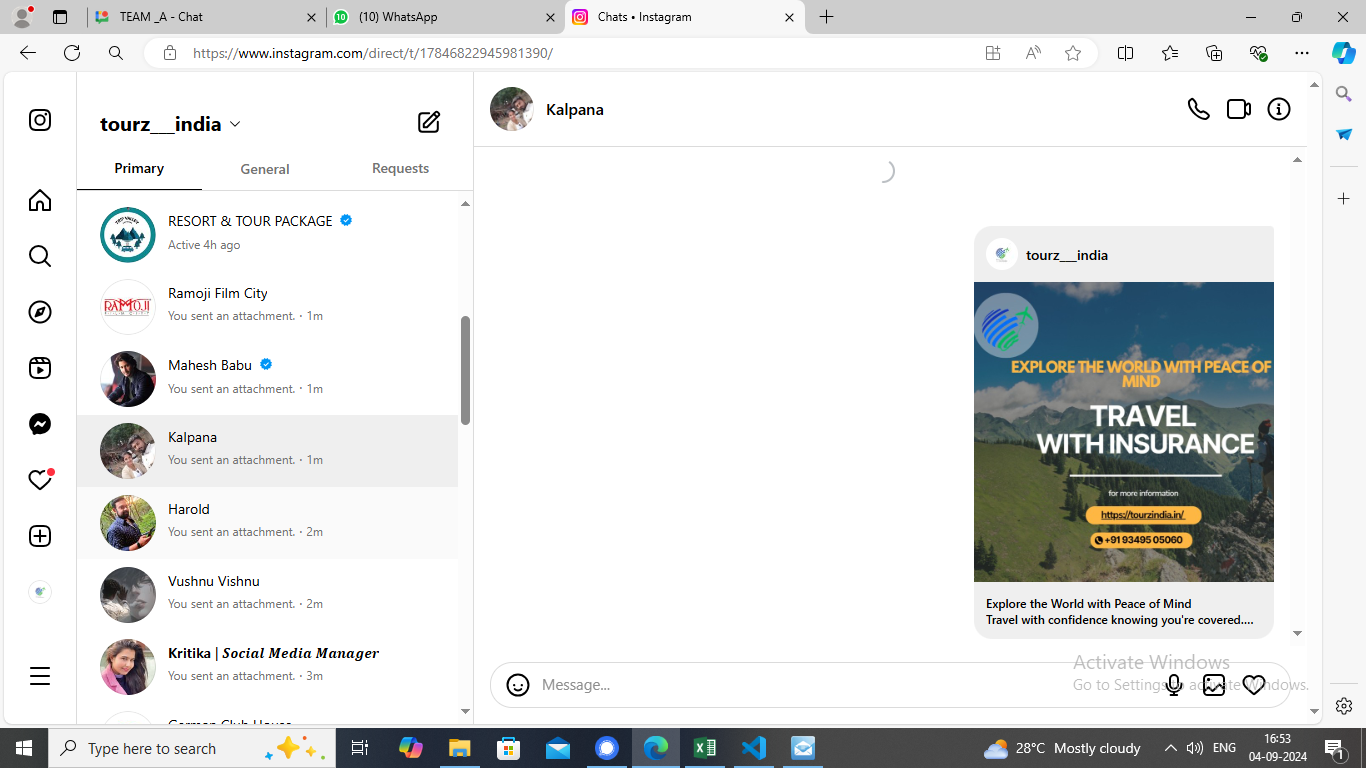 TEAM _A - Chat
(10) WhatsApp
Chats • Instagram
https://www.instagram.com/direct/t/17846822945981390/
tourz___india
Primary
General
Requests
RESORT & TOUR PACKAGE
Active 4h ago
RAMOJI
Ramoji Film City
You sent an attachment. · 1m
Mahesh Babu
You sent an attachment. · 1m
Kalpana
You sent an attachment. · 1m
Harold
You sent an attachment. · 2m
Vushnu Vishnu
You sent an attachment. · 2m
Kritika | Social Media Manager
You sent an attachment. · 3m
Kalpana
tourz___india
EXPLORE THE WORLD WITH PEACE OF
MIND
TRAVEL
WITH INSURANCE
for more information
https://tourzindia.in/
+91 93495 05060
Explore the World with Peace of Mind
Travel with confidence knowing you're covered....
Message...
Activate Windows
Go to Settings to activate Windows.
Type here to search
28°C Mostly cloudy
ENG
16:53
04-09-2024
1